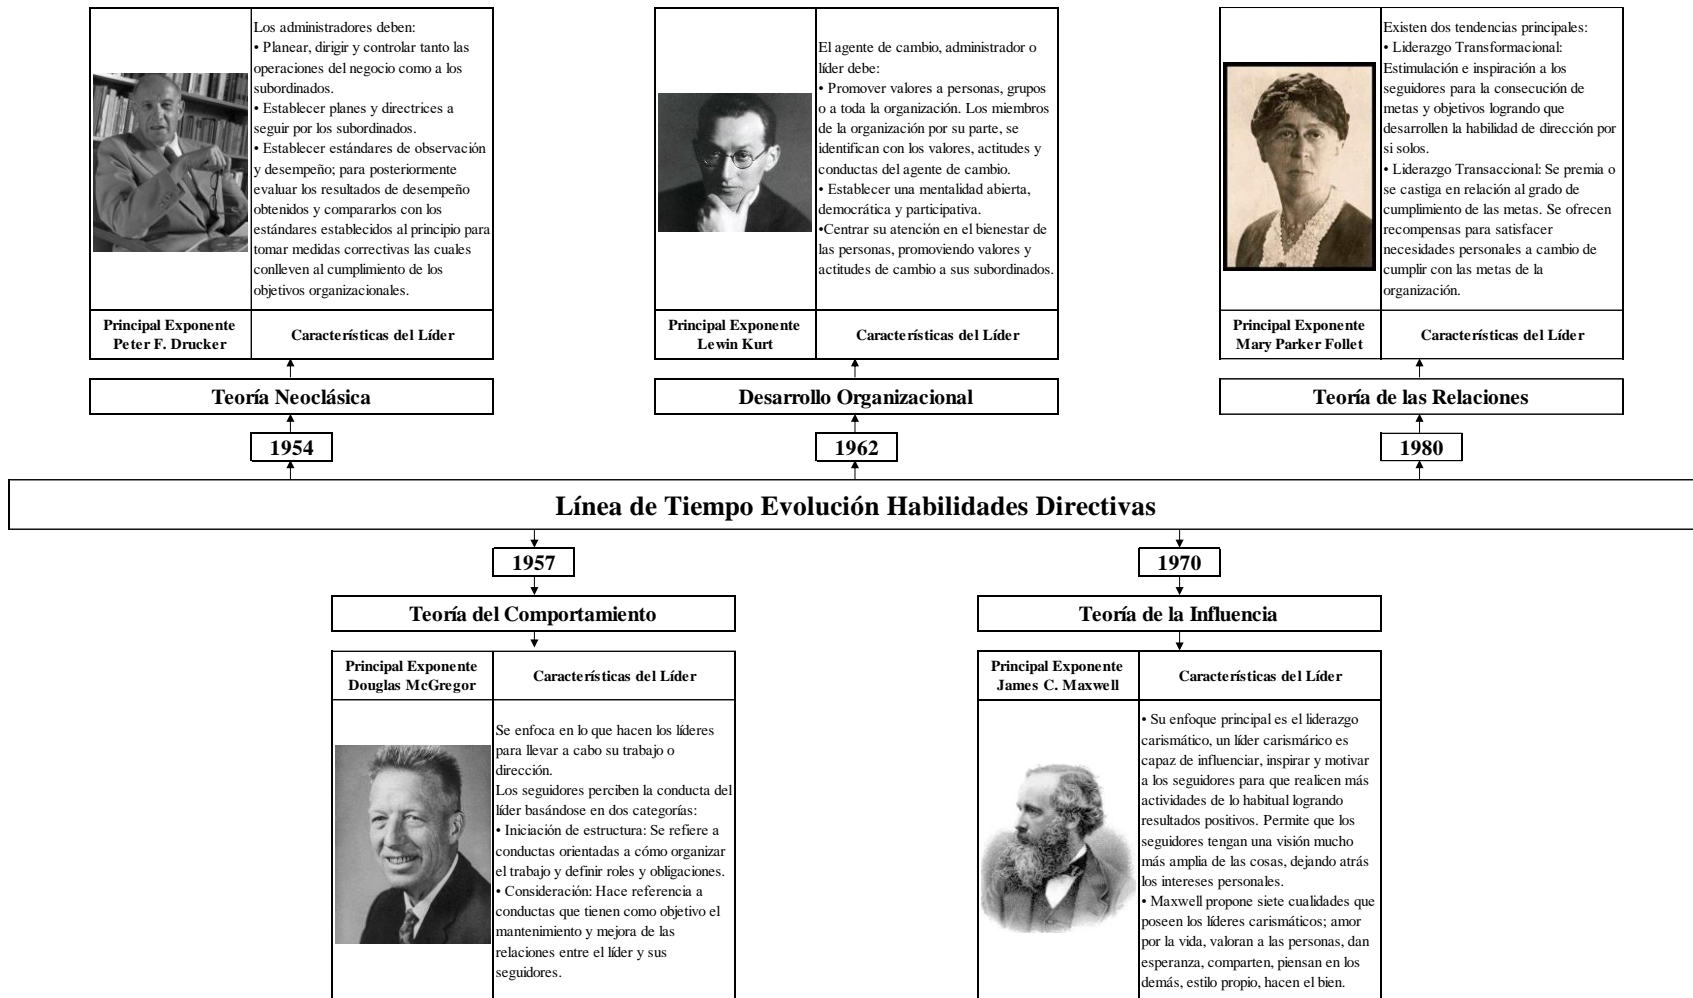 Los administradores deben:
• Planear, dirigir y controlar tanto las
operaciones del negocio como a los
subordinados.
• Establecer planes y directrices a
seguir por los subordinados.
• Establecer estándares de observación
y desempeño; para posteriormente
evaluar los resultados de desempeño
obtenidos y compararlos con los
estándares establecidos al principio para
tomar medidas correctivas las cuales
conlleven al cumplimiento de los
objetivos organizacionales.
Principal Exponente
Peter F. Drucker
Características del Líder
Teoría Neoclásica
1954
El agente de cambio, administrador o
líder debe:
• Promover valores a personas, grupos
o a toda la organización. Los miembros
de la organización por su parte, se
identifican con los valores, actitudes y
conductas del agente de cambio.
• Establecer una mentalidad abierta,
democrática y participativa.
•Centrar su atención en el bienestar de
las personas, promoviendo valores y
actitudes de cambio a sus subordinados.
Principal Exponente
Lewin Kurt
Características del Líder
Desarrollo Organizacional
1962
Existen dos tendencias principales:
• Liderazgo Transformacional:
Estimulación e inspiración a los
seguidores para la consecución de
metas y objetivos logrando que
desarrollen la habilidad de dirección por
si solos.
• Liderazgo Transaccional: Se premia o
se castiga en relación al grado de
cumplimiento de las metas. Se ofrecen
recompensas para satisfacer
necesidades personales a cambio de
cumplir con las metas de la
organización.
Principal Exponente
Mary Parker Follet
Características del Líder
Teoría de las Relaciones
1980
Línea de Tiempo Evolución Habilidades Directivas
1957
Teoría del Comportamiento
Principal Exponente
Douglas McGregor
Características del Líder
Se enfoca en lo que hacen los líderes
para llevar a cabo su trabajo o
dirección.
Los seguidores perciben la conducta del
líder basándose en dos categorías:
• Iniciación de estructura: Se refiere a
conductas orientadas a cómo organizar
el trabajo y definir roles y obligaciones.
• Consideración: Hace referencia a
conductas que tienen como objetivo el
mantenimiento y mejora de las
relaciones entre el líder y sus
seguidores.
1970
Teoría de la Influencia
Principal Exponente
James C. Maxwell
Características del Líder
• Su enfoque principal es el liderazgo
carismático, un líder carismárico es
capaz de influenciar, inspirar y motivar
a los seguidores para que realicen más
actividades de lo habitual logrando
resultados positivos. Permite que los
seguidores tengan una visión mucho
más amplia de las cosas, dejando atrás
los intereses personales.
• Maxwell propone siete cualidades que
poseen los líderes carismáticos; amor
por la vida, valoran a las personas, dan
esperanza, comparten, piensan en los
demás, estilo propio, hacen el bien.